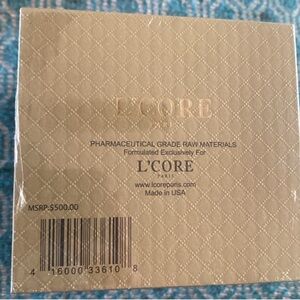 L'CORE
PARIS
PHARMACEUTICAL GRADE RAW MATERIALS
Formulated Exclusively For
L'CORE
PARIS
www.lcoreparis.com
Made in USA
MSRP:$500.00
4 16000 33610 8